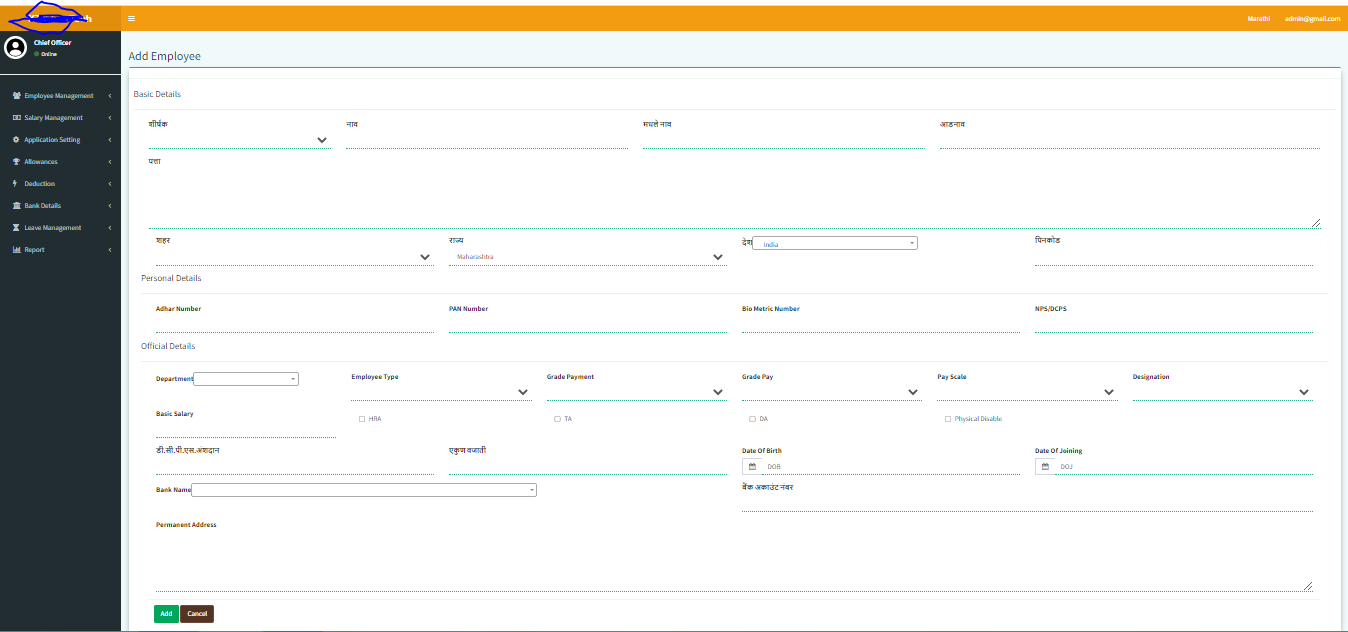 Marathi admin@gmail.com
Chief Officer
Online
Employee Management
Salary Management
Application Setting
Allowances
Deduction
Bank Details
Leave Management
Report
Add Employee
Basic Details
शीर्षक नाव मधले नाव आडनाव
पत्ता
शहर राज्य देश India पिनकोड
Maharashtra
Personal Details
Adhar Number PAN Number Bio Metric Number NPS/DCPS
Official Details
Department Employee Type Grade Payment Grade Pay Pay Scale Designation
Basic Salary HRA TA DA Physical Disable
डी.सी.पी.एस.अंशदान एकुण वजाती Date Of Birth Date Of Joining
DOB DOJ
Bank Name बँक अकाउंट नंबर
Permanent Address
Add Cancel